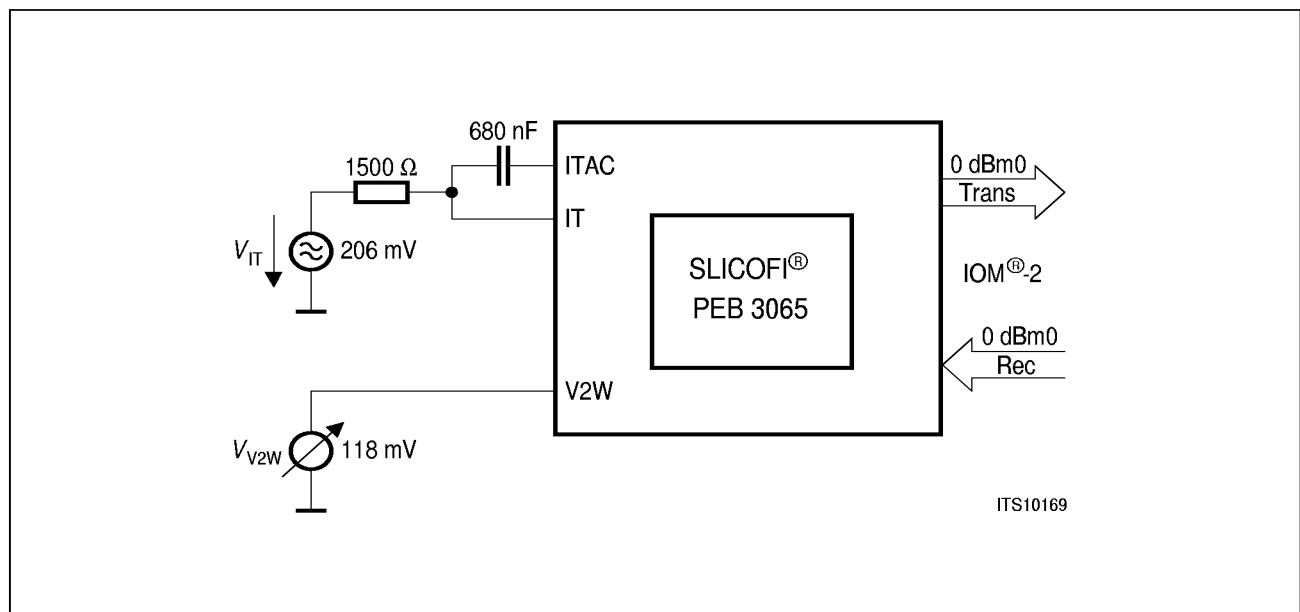 680 nF
1500 Ω
ITAC
IT
V_IT
206 mV
SLICOFI®
PEB 3065
0 dBm0
Trans
IOM®-2
0 dBm0
Rec
V2W
V_V2W
118 mV
ITS10169